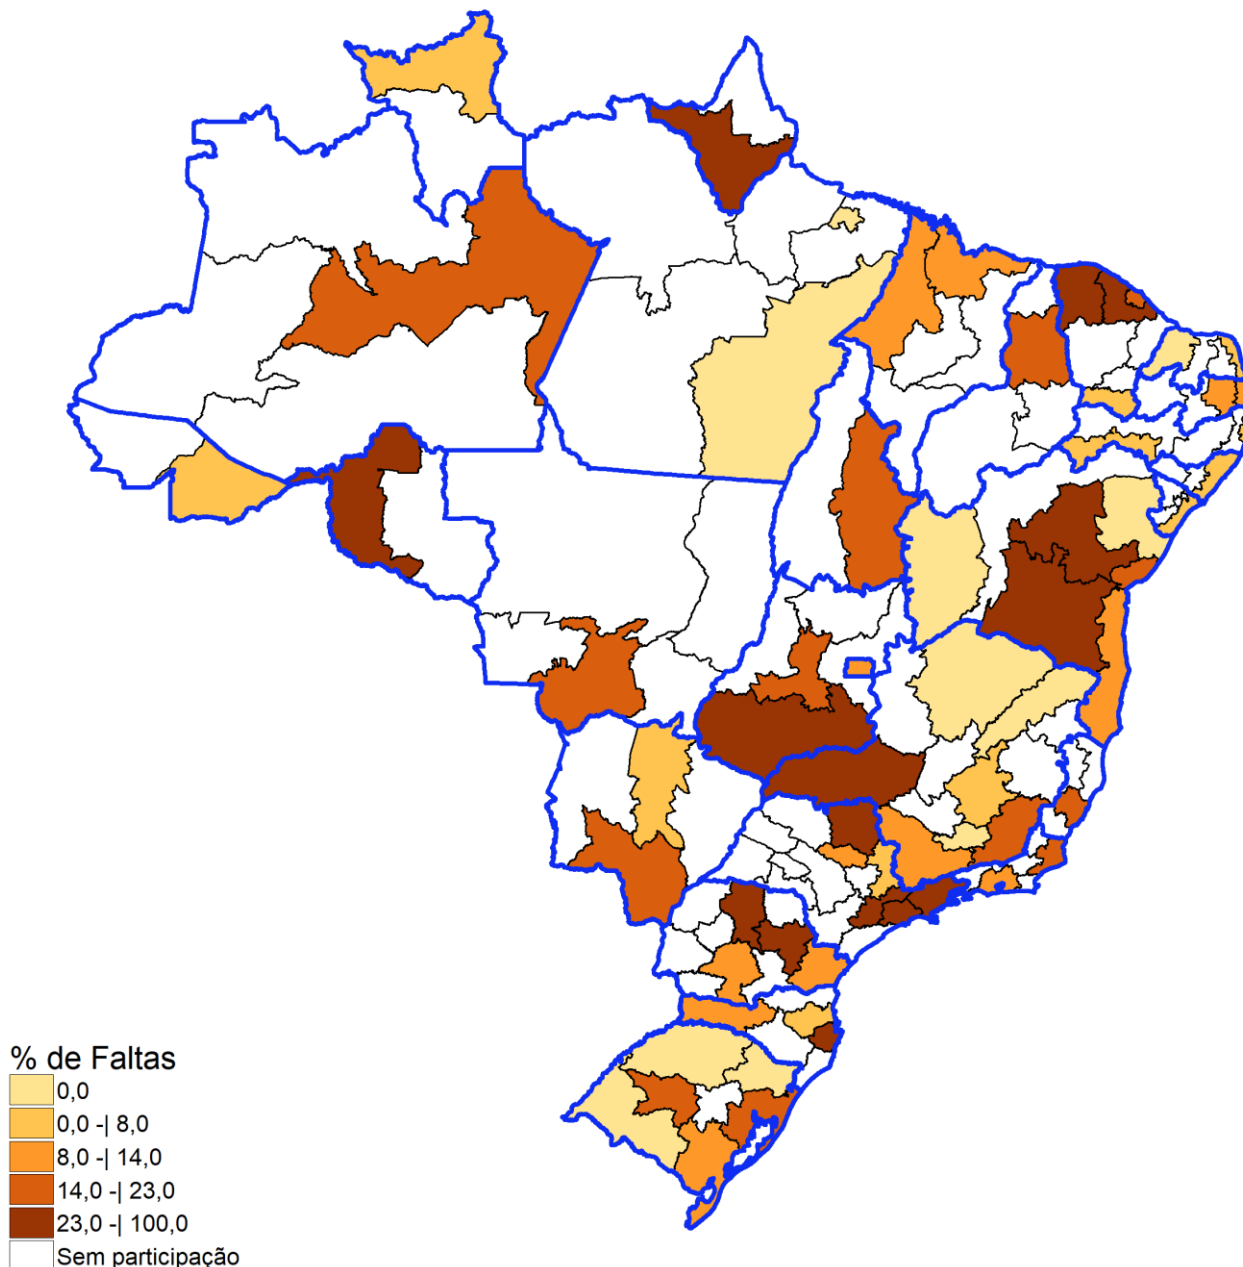 % de Faltas
0,0
0,0 -| 8,0
8,0 -| 14,0
14,0 -| 23,0
23,0 -| 100,0
Sem participação